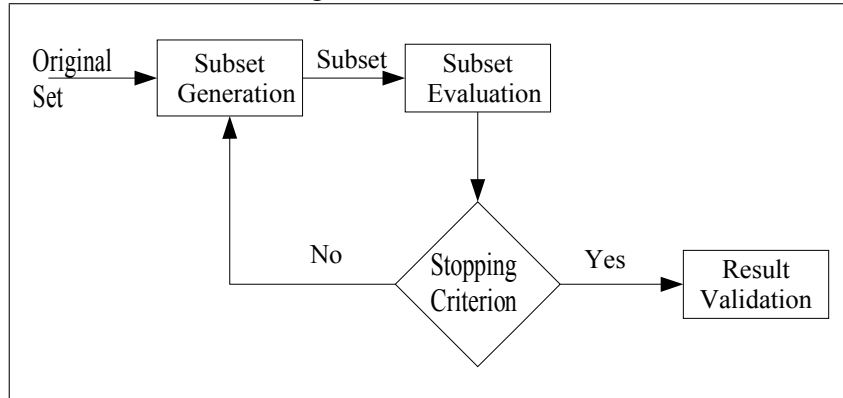 Original
Set
Subset
Generation
Subset
Subset
Evaluation
Stopping
Criterion
No
Yes
Result
Validation